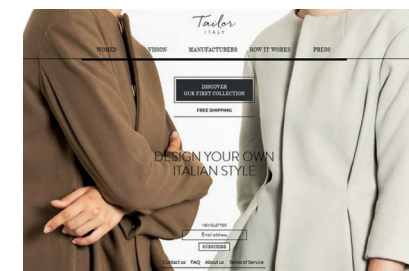 Tailor
ITALY
WOMEN VISION MANUFACTURERS HOW IT WORKS PRESS
DISCOVER
OUR FIRST COLLECTION
FREE SHIPPING
DESIGN YOUR OWN
ITALIAN STYLE
NEWSLETTER
Email address
SUBSCRIBE
Contact us FAQ About us Terms of Service